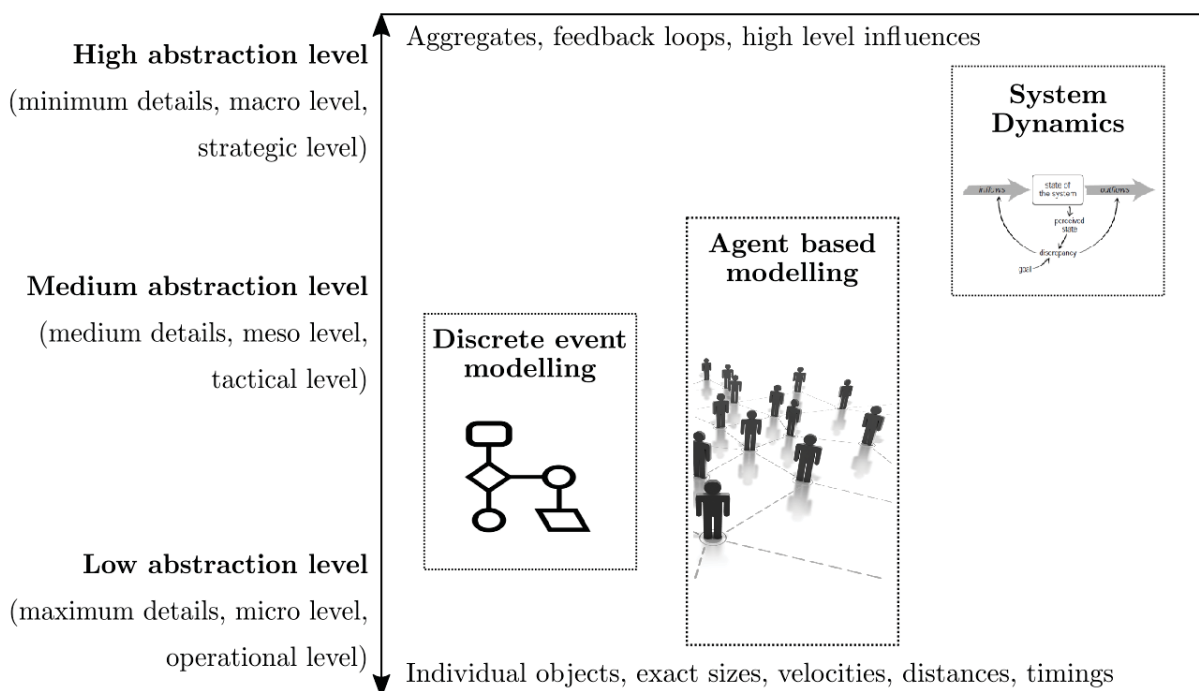 High abstraction level
(minimum details, macro level,
strategic level)
Medium abstraction level
(medium details, meso level,
tactical level)
Low abstraction level
(maximum details, micro level,
operational level)
Aggregates, feedback loops, high level influences
System
Dynamics
inflows
state of
the system
outflows
perceived
state
discrepancy
goal
Agent based
modelling
Discrete event
modelling
Individual objects, exact sizes, velocities, distances, timings